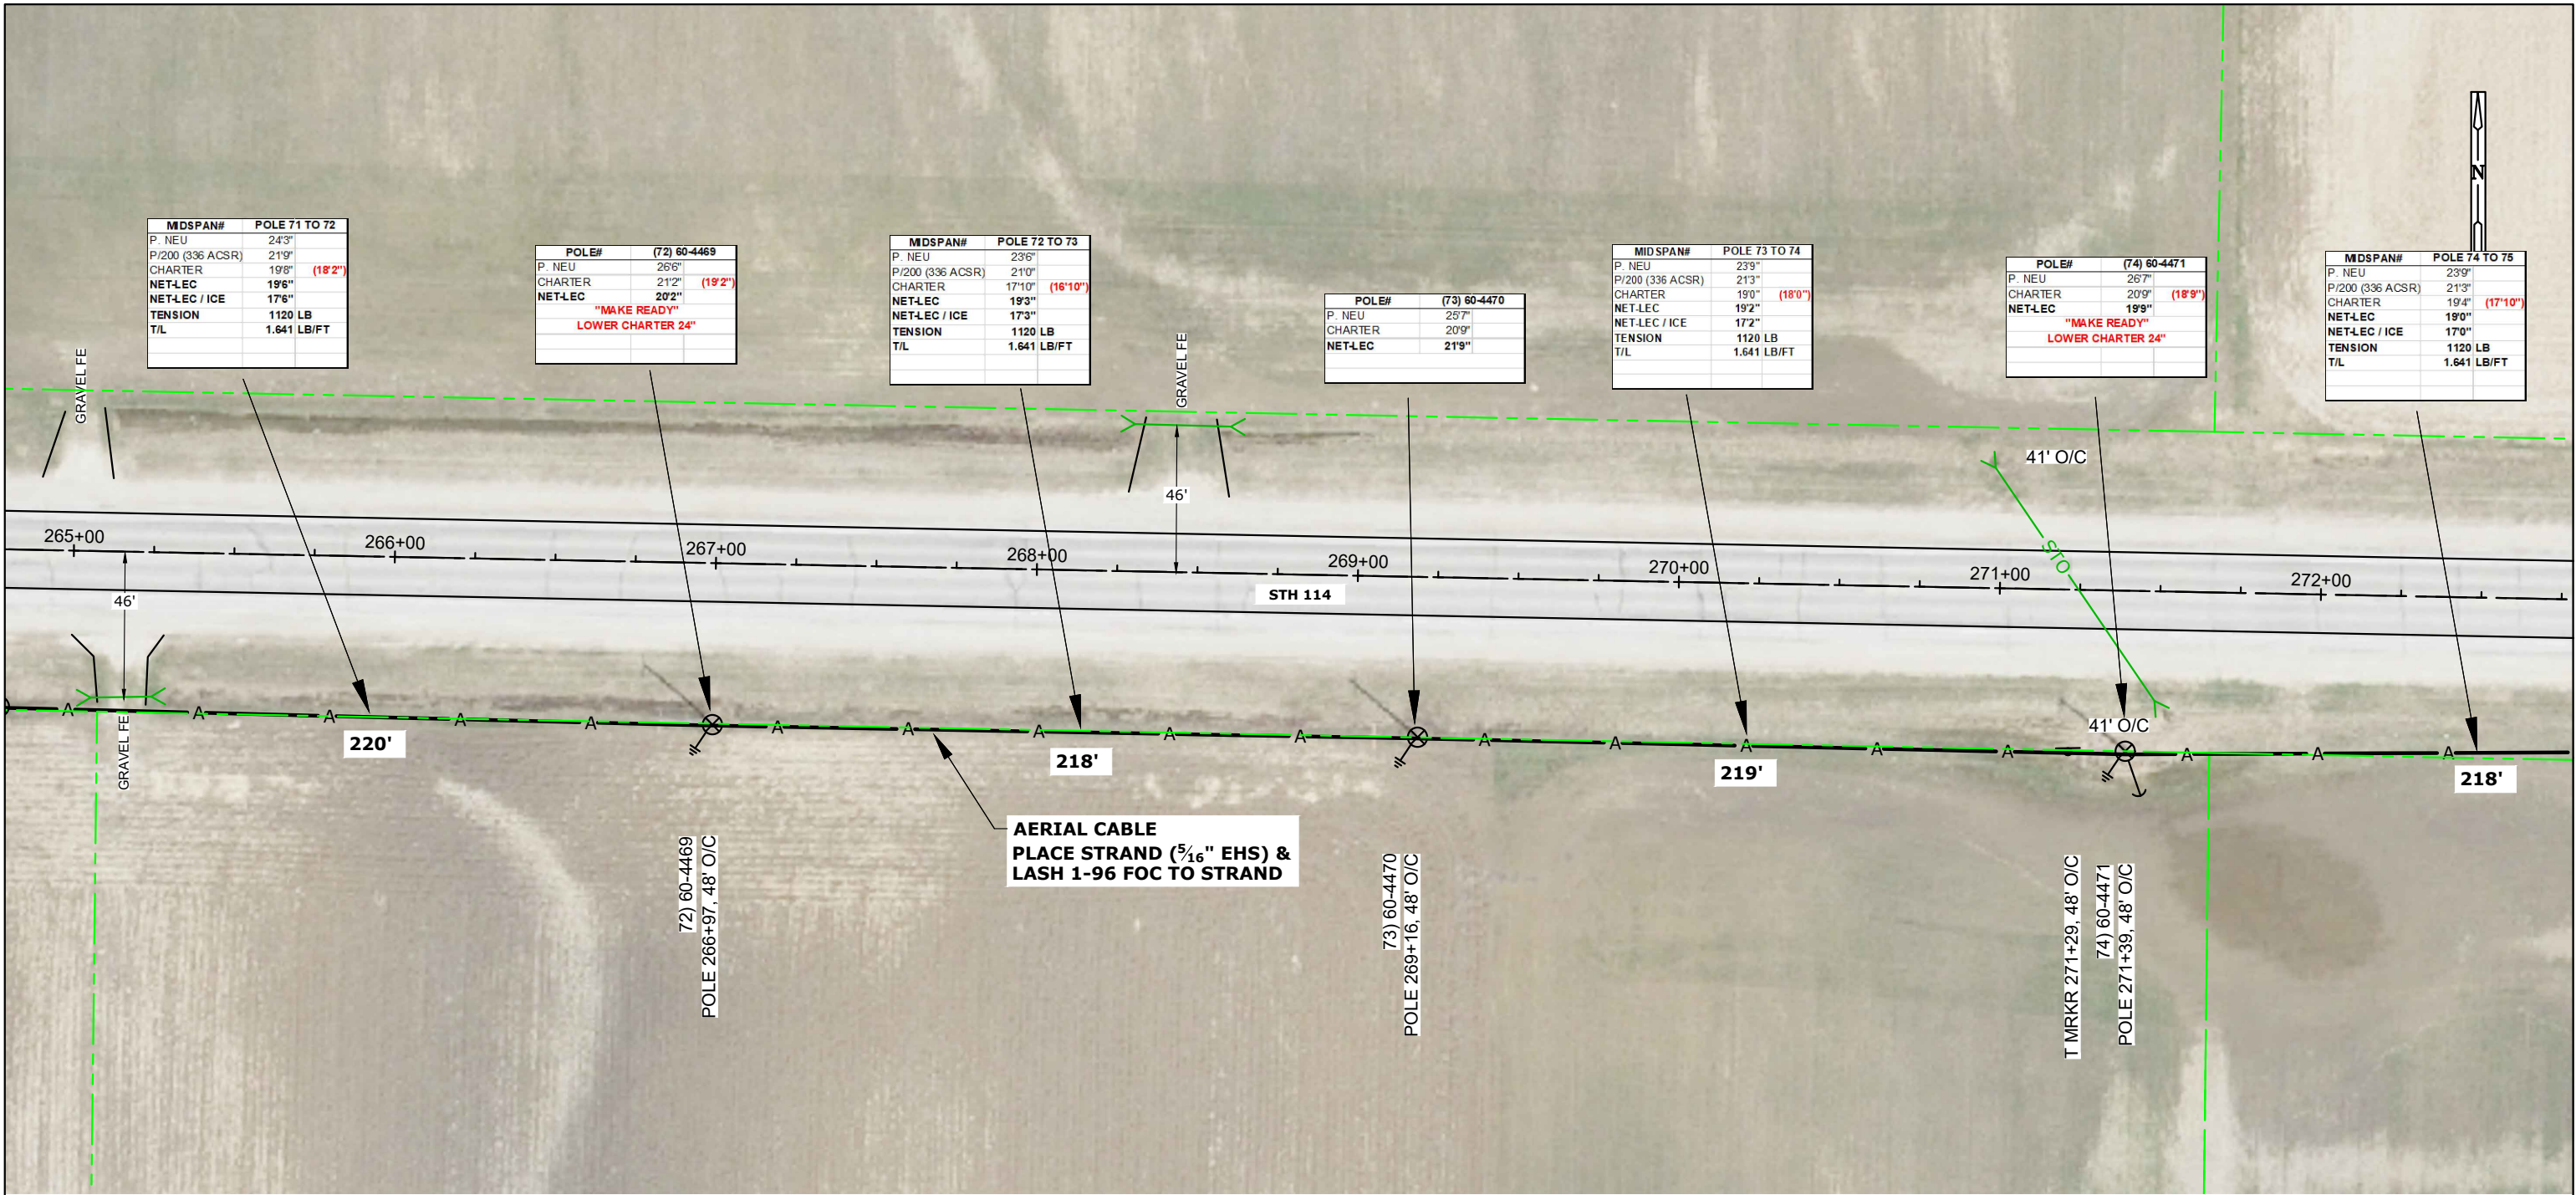 MIDSPAN# POLE 71 TO 72
P. NEU 24'3"
P/200 (336 ACSR) 21'9"
CHARTER 19'8" (18'2")
NET-LEC 19'6"
NET-LEC / ICE 17'6"
TENSION 1120 LB
T/L 1.641 LB/FT
POLE# (72) 60-4469
P. NEU 26'6"
CHARTER 21'2" (19'2")
NET-LEC 20'2"
"MAKE READY"
LOWER CHARTER 24"
MIDSPAN# POLE 72 TO 73
P. NEU 23'6"
P/200 (336 ACSR) 21'0"
CHARTER 17'10" (16'10")
NET-LEC 19'3"
NET-LEC / ICE 17'3"
TENSION 1120 LB
T/L 1.641 LB/FT
POLE# (73) 60-4470
P. NEU 25'7"
CHARTER 20'9"
NET-LEC 21'9"
MIDSPAN# POLE 73 TO 74
P. NEU 23'9"
P/200 (336 ACSR) 21'3"
CHARTER 19'0" (18'0")
NET-LEC 19'2"
NET-LEC / ICE 17'2"
TENSION 1120 LB
T/L 1.641 LB/FT
POLE# (74) 60-4471
P. NEU 26'7"
CHARTER 20'9" (18'9")
NET-LEC 19'9"
"MAKE READY"
LOWER CHARTER 24"
MIDSPAN# POLE 74 TO 75
P. NEU 23'9"
P/200 (336 ACSR) 21'3"
CHARTER 19'4" (17'10")
NET-LEC 19'0"
NET-LEC / ICE 17'0"
TENSION 1120 LB
T/L 1.641 LB/FT
N
GRAVEL FE
GRAVEL FE
41' O/C
46'
265+00
266+00
267+00
268+00
269+00
270+00
271+00
272+00
STO
STH 114
46'
A A A A A A A A A A A A A A A A A A A
41' O/C
GRAVEL FE
220'
218'
219'
218'
AERIAL CABLE
PLACE STRAND (5/16" EHS) &
LASH 1-96 FOC TO STRAND
72) 60-4469
POLE 266+97, 48' O/C
73) 60-4470
POLE 269+16, 48' O/C
T MRKR 271+29, 48' O/C
74) 60-4471
POLE 271+39, 48' O/C